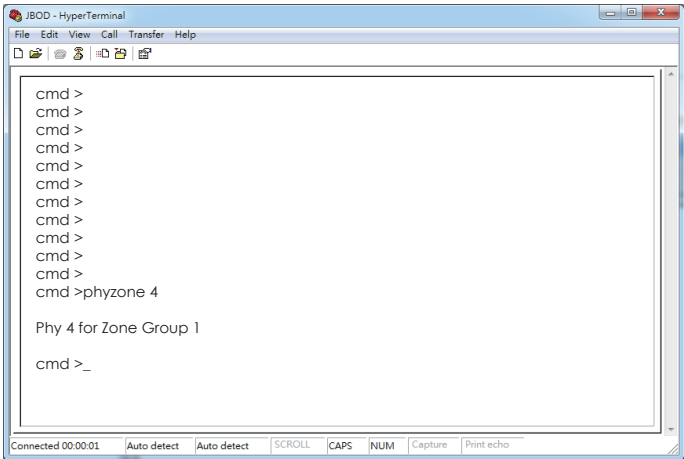 JBOD - HyperTerminal
File Edit View Call Transfer Help
cmd >
cmd >
cmd >
cmd >
cmd >
cmd >
cmd >
cmd >
cmd >
cmd >
cmd >
cmd >phyzone 4
Phy 4 for Zone Group 1
cmd >_
Connected 00:00:01 Auto detect Auto detect SCROLL CAPS NUM Capture Print echo